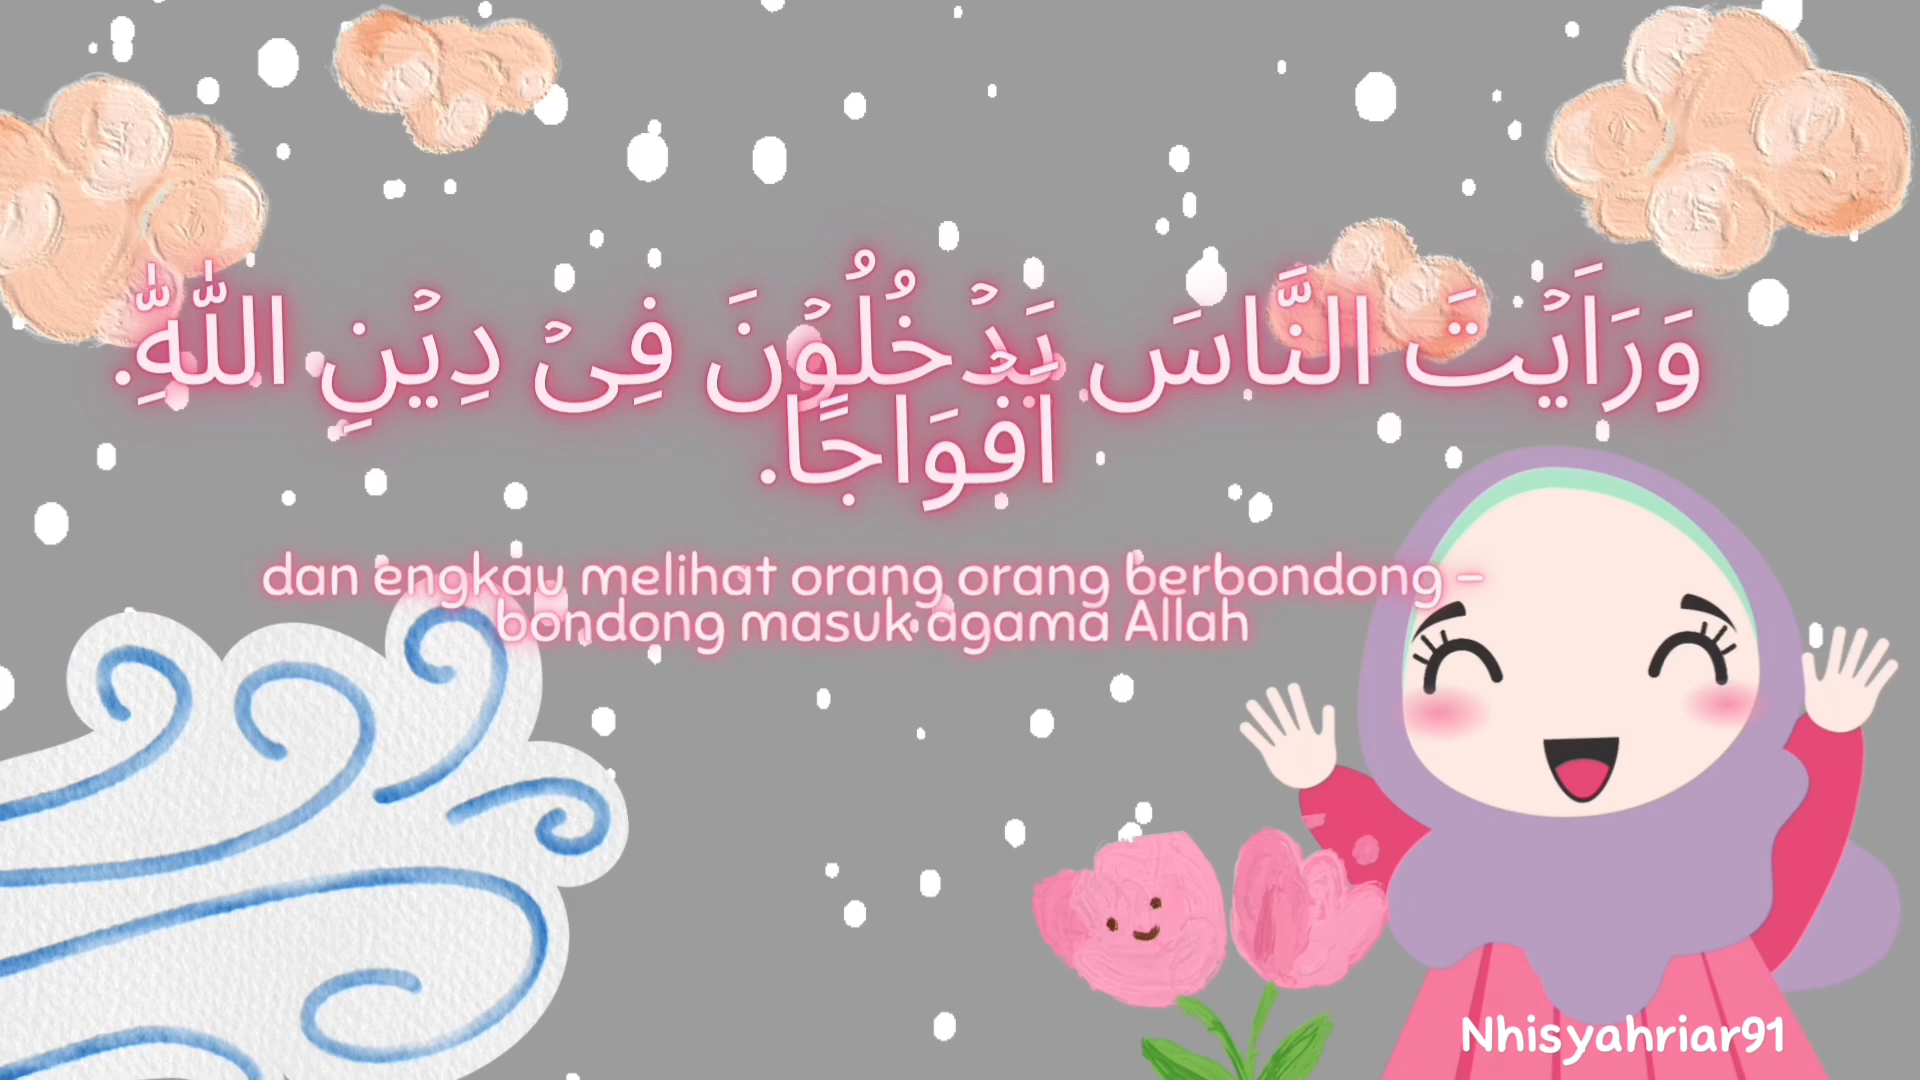 وَرَاَيۡتَ النَّاسَ يَدۡخُلُوۡنَ فِىۡ دِيۡنِ اللّٰهِ.
اَفۡوَاجًا.
dan engkau melihat orang orang berbondong -
bondong masuk agama Allah
Nhisyahriar91